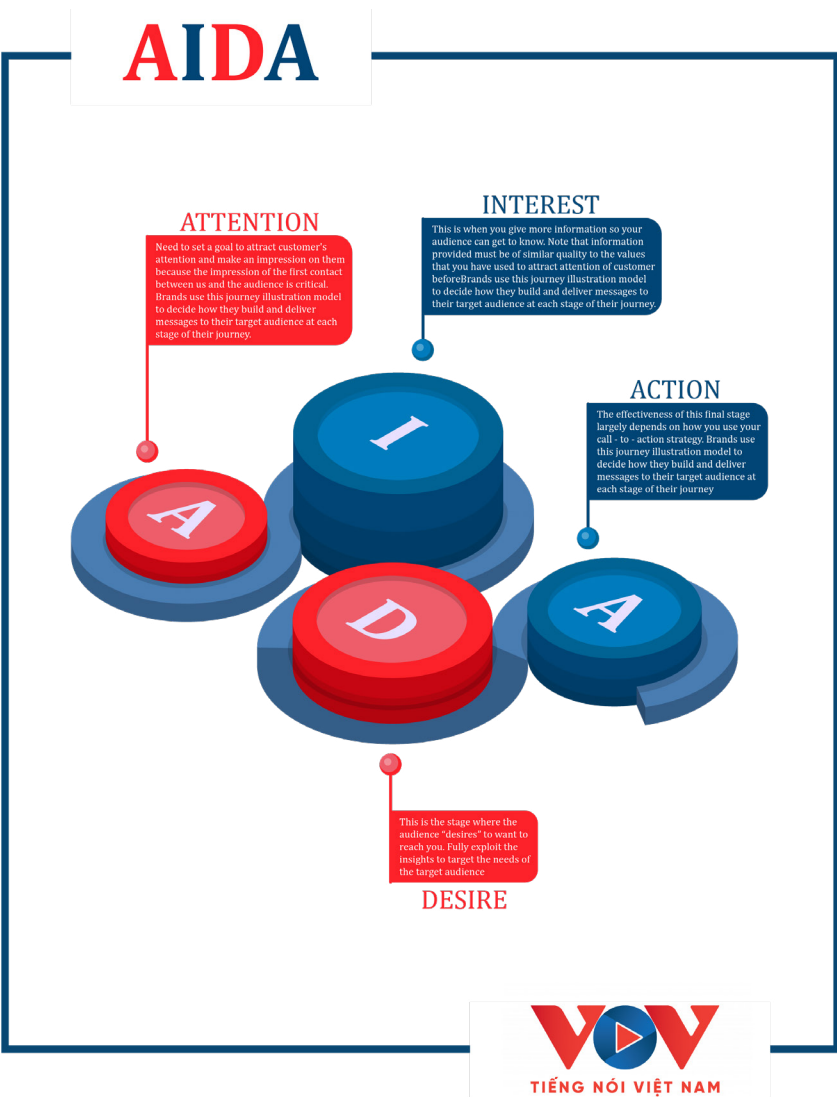 AIDA
ATTENTION
Need to set a goal to attract customer's
attention and make an impression on them
because the impression of the first contact
between us and the audience is critical.
Brands use this journey illustration model
to decide how they build and deliver
messages to their target audience at each
stage of their journey.
INTEREST
This is when you give more information so your
audience can get to know. Note that information
provided must be of similar quality to the values
that you have used to attract attention of customer
beforeBrands use this journey illustration model
to decide how they build and deliver messages to
their target audience at each stage of their journey.
ACTION
The effectiveness of this final stage
largely depends on how you use your
call - to - action strategy. Brands use
this journey illustration model to
decide how they build and deliver
messages to their target audience at
each stage of their journey
I
A
D
A
This is the stage where the
audience “desires” to want to
reach you. Fully exploit the
insights to target the needs of
the target audience
DESIRE
VOV
TIẾNG NÓI VIỆT NAM